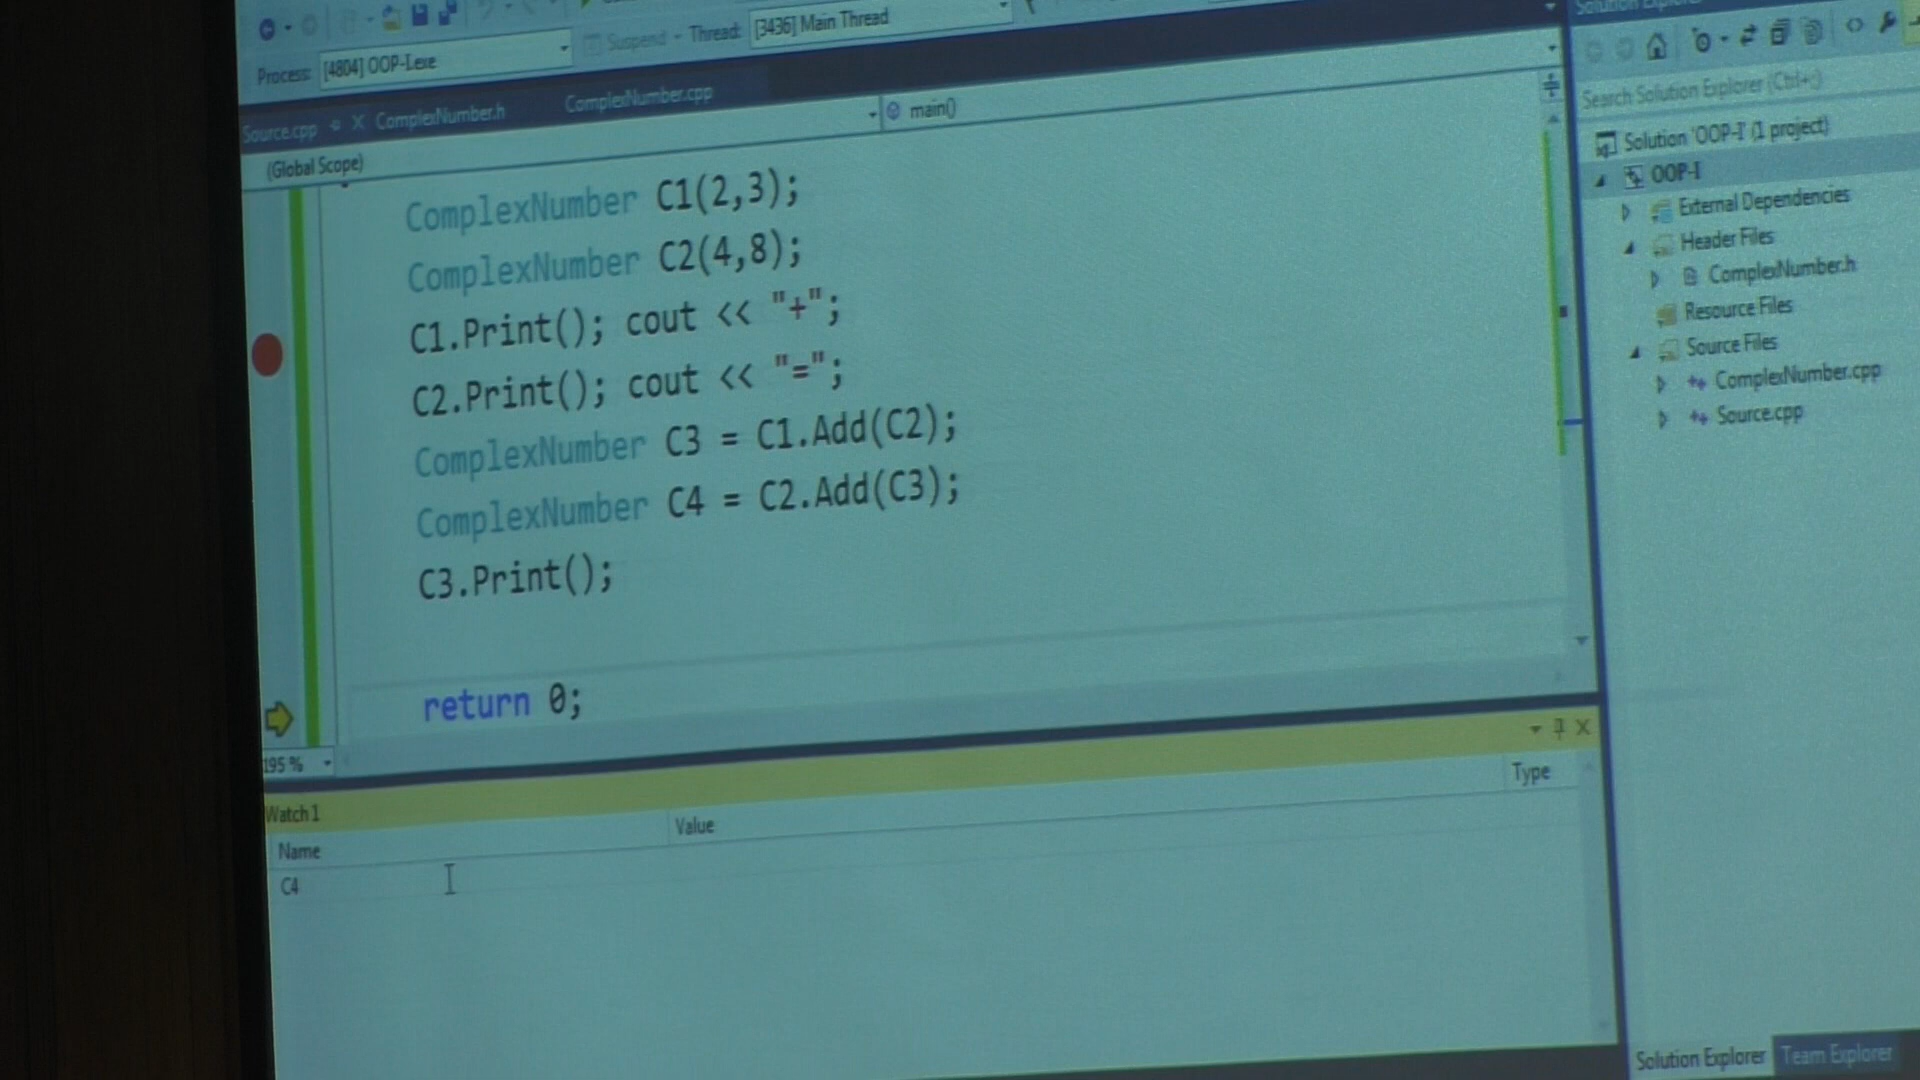 Solution Explorer
Suspend
Thread:
[3436] Main Thread
Process:
[4804] OOP-I.exe
Source.cpp
ComplexNumber.h
ComplexNumber.cpp
(Global Scope)
main()
ComplexNumber C1(2,3);
ComplexNumber C2(4,8);
C1.Print(); cout << "+";
C2.Print(); cout << "=";
ComplexNumber C3 = C1.Add(C2);
ComplexNumber C4 = C2.Add(C3);
C3.Print();
return 0;
195 %
Watch 1
Name
Value
Type
C4
Search Solution Explorer (Ctrl+;)
Solution 'OOP-I' (1 project)
OOP-I
External Dependencies
Header Files
ComplexNumber.h
Resource Files
Source Files
ComplexNumber.cpp
Source.cpp
Solution Explorer
Team Explorer